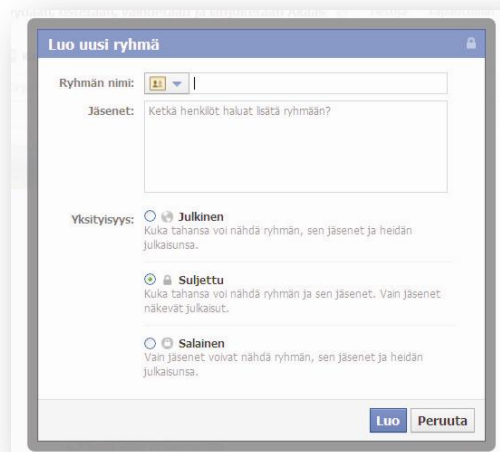 Luo uusi ryhmä
Ryhmän nimi:
Jäsenet: Ketkä henkilöt haluat lisätä ryhmään?
Yksityisyys: Julkinen
Kuka tahansa voi nähdä ryhmän, sen jäsenet ja heidän
julkaisunsa.
Suljettu
Kuka tahansa voi nähdä ryhmän ja sen jäsenet. Vain jäsenet
näkevät julkaisut.
Salainen
Vain jäsenet voivat nähdä ryhmän, sen jäsenet ja heidän
julkaisunsa.
Luo Peruuta